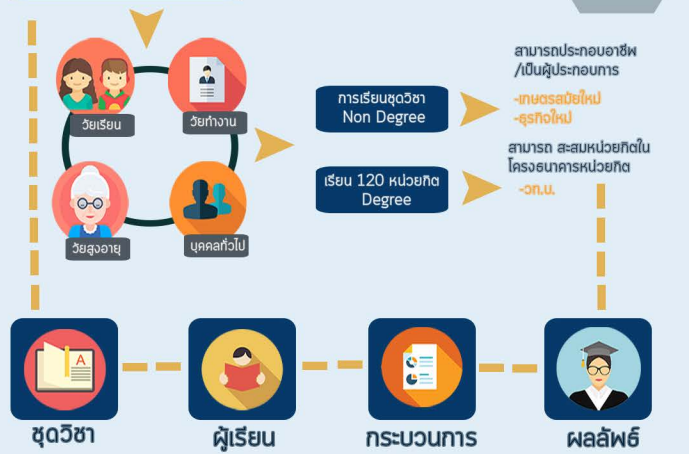 วัยเรียน
วัยทำงาน
วัยสูงอายุ
บุคคลทั่วไป
การเรียนชุดวิชา
Non Degree
เรียน 120 หน่วยกิต
Degree
สามารถประกอบอาชีพ
/เป็นผู้ประกอบการ
-เกษตรสมัยใหม่
-ธุรกิจใหม่
สามารถ สะสมหน่วยกิตใน
โครงธนาคารหน่วยกิต
-วท.บ.
A
ชุดวิชา
ผู้เรียน
กระบวนการ
ผลลัพธ์